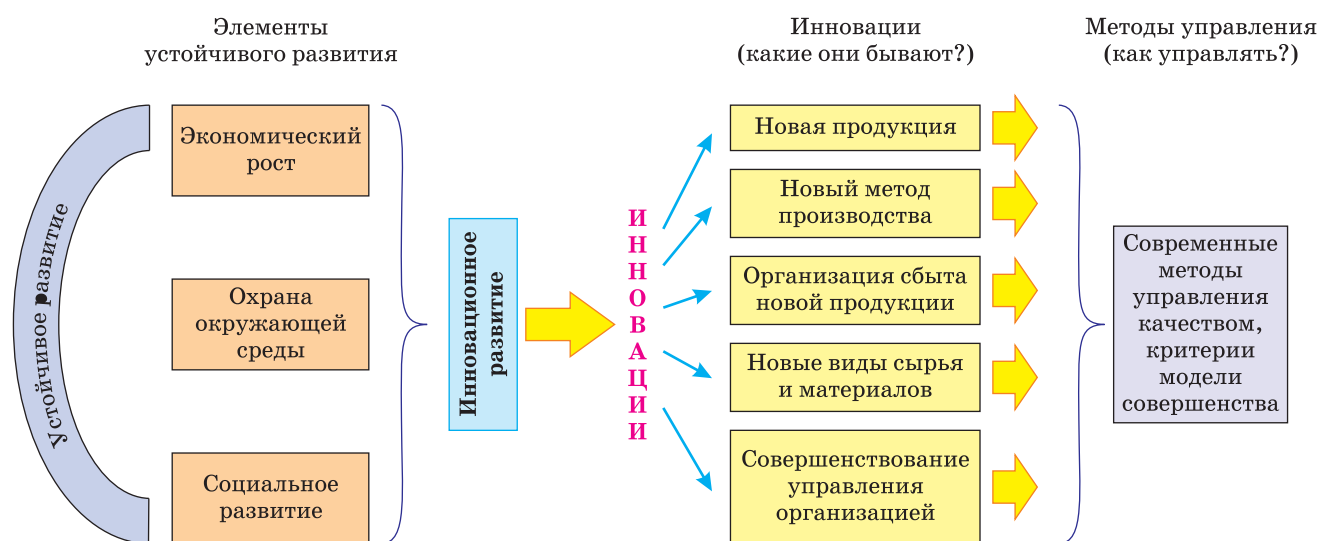 Элементы
устойчивого развития
Инновации
(какие они бывают?)
Методы управления
(как управлять?)
Устойчивое развитие
Экономический
рост
Охрана
окружающей
среды
Социальное
развитие
Инновационное
развитие
ИННОВАЦИИ
Новая продукция
Новый метод
производства
Организация сбыта
новой продукции
Новые виды сырья
и материалов
Совершенствование
управления
организацией
Современные
методы
управления
качеством,
критерии
модели
совершенства